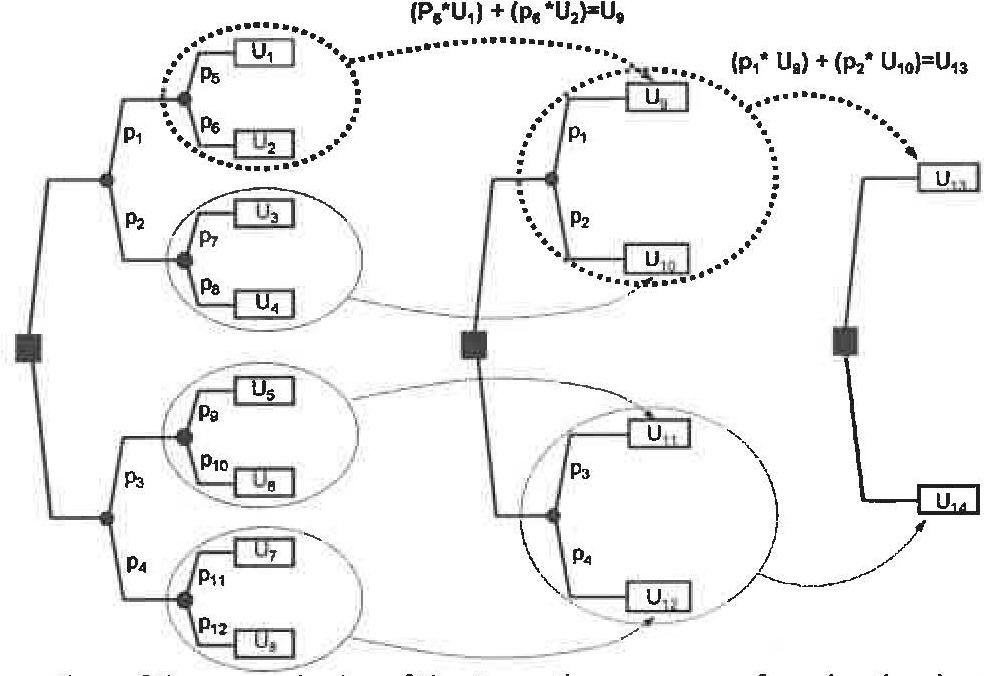 (P5*U1) + (p6 *U2)=U9
(p1* U9) + (p2* U10)=U13
U1
p5
p6
U2
p1
p2
U3
p7
p8
U4
U5
p9
p10
U6
p3
p4
U7
p11
p12
U8
U9
p1
p2
U10
U11
p3
p4
U12
U13
U14